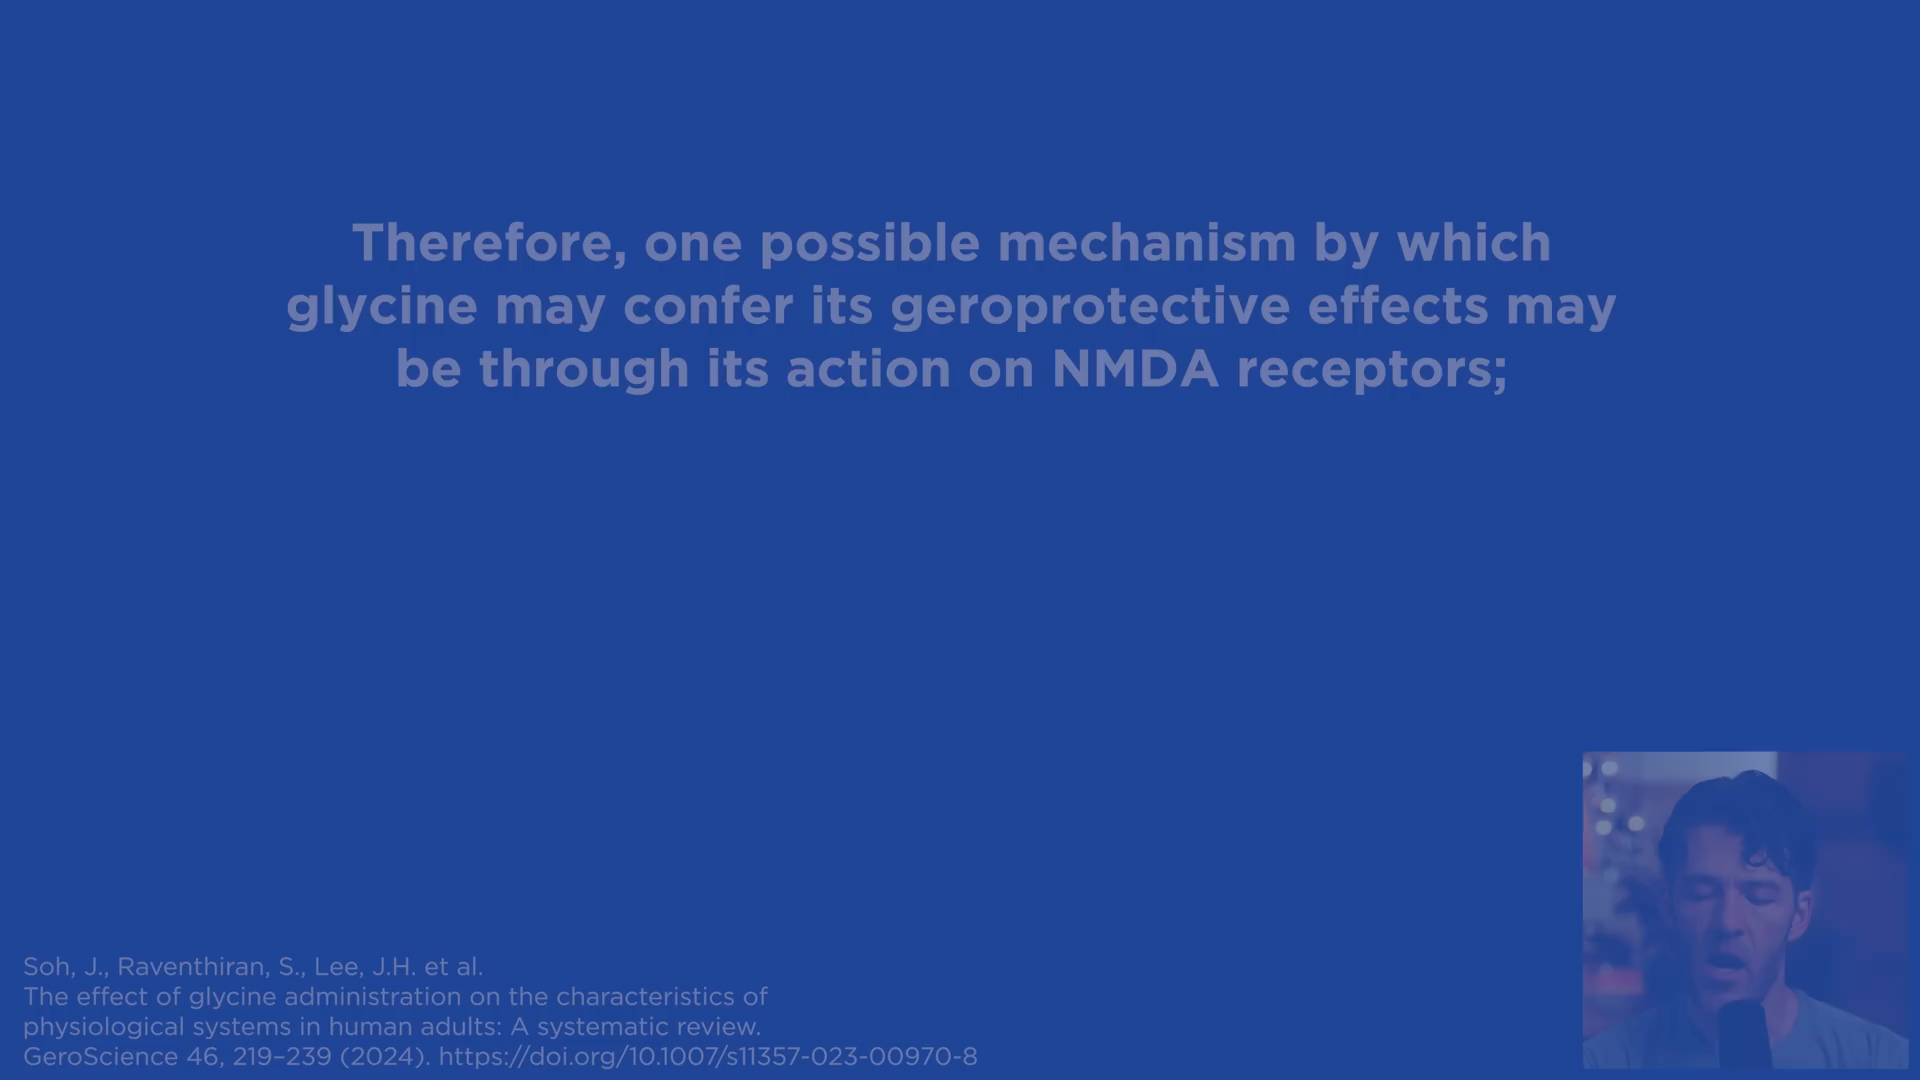 Therefore, one possible mechanism by which
glycine may confer its geroprotective effects may
be through its action on NMDA receptors;
Soh, J., Raventhiran, S., Lee, J.H. et al.
The effect of glycine administration on the characteristics of
physiological systems in human adults: A systematic review.
GeroScience 46, 219–239 (2024). https://doi.org/10.1007/s11357-023-00970-8